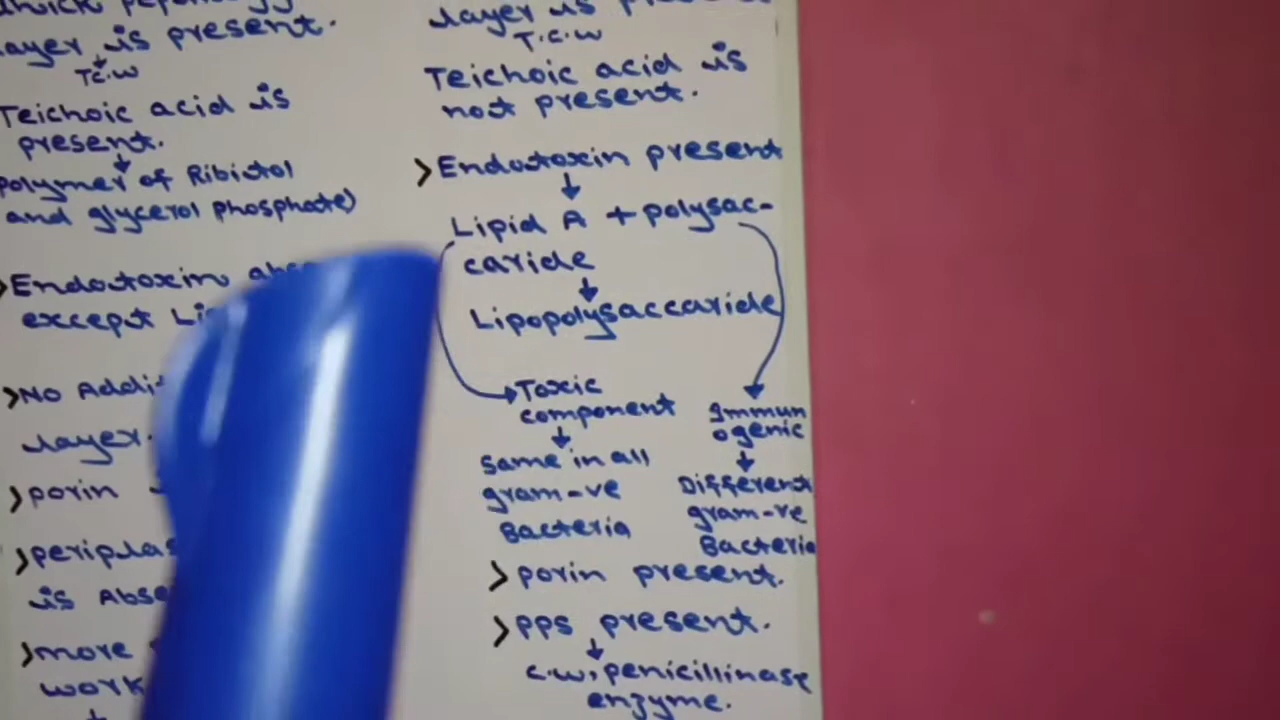 layer is present.
T.C.W
Teichoic acid is
present.
polymer of Ribitol
and glycerol phosphate)
Endotoxin
except
>No
layer.
>porin
>
is
>more
work
layer is
T.C.W
Teichoic acid is
not present.
>Endotoxin present
Lipid A + polysac-
caride
Lipopolysaccaride
Toxic
component
same in all
gram-ve
Bacteria
Immun
ogenic
Different
gram-ve
Bacteria
>porin present.
>pps present.
c.w, penicillinase
enzyme.